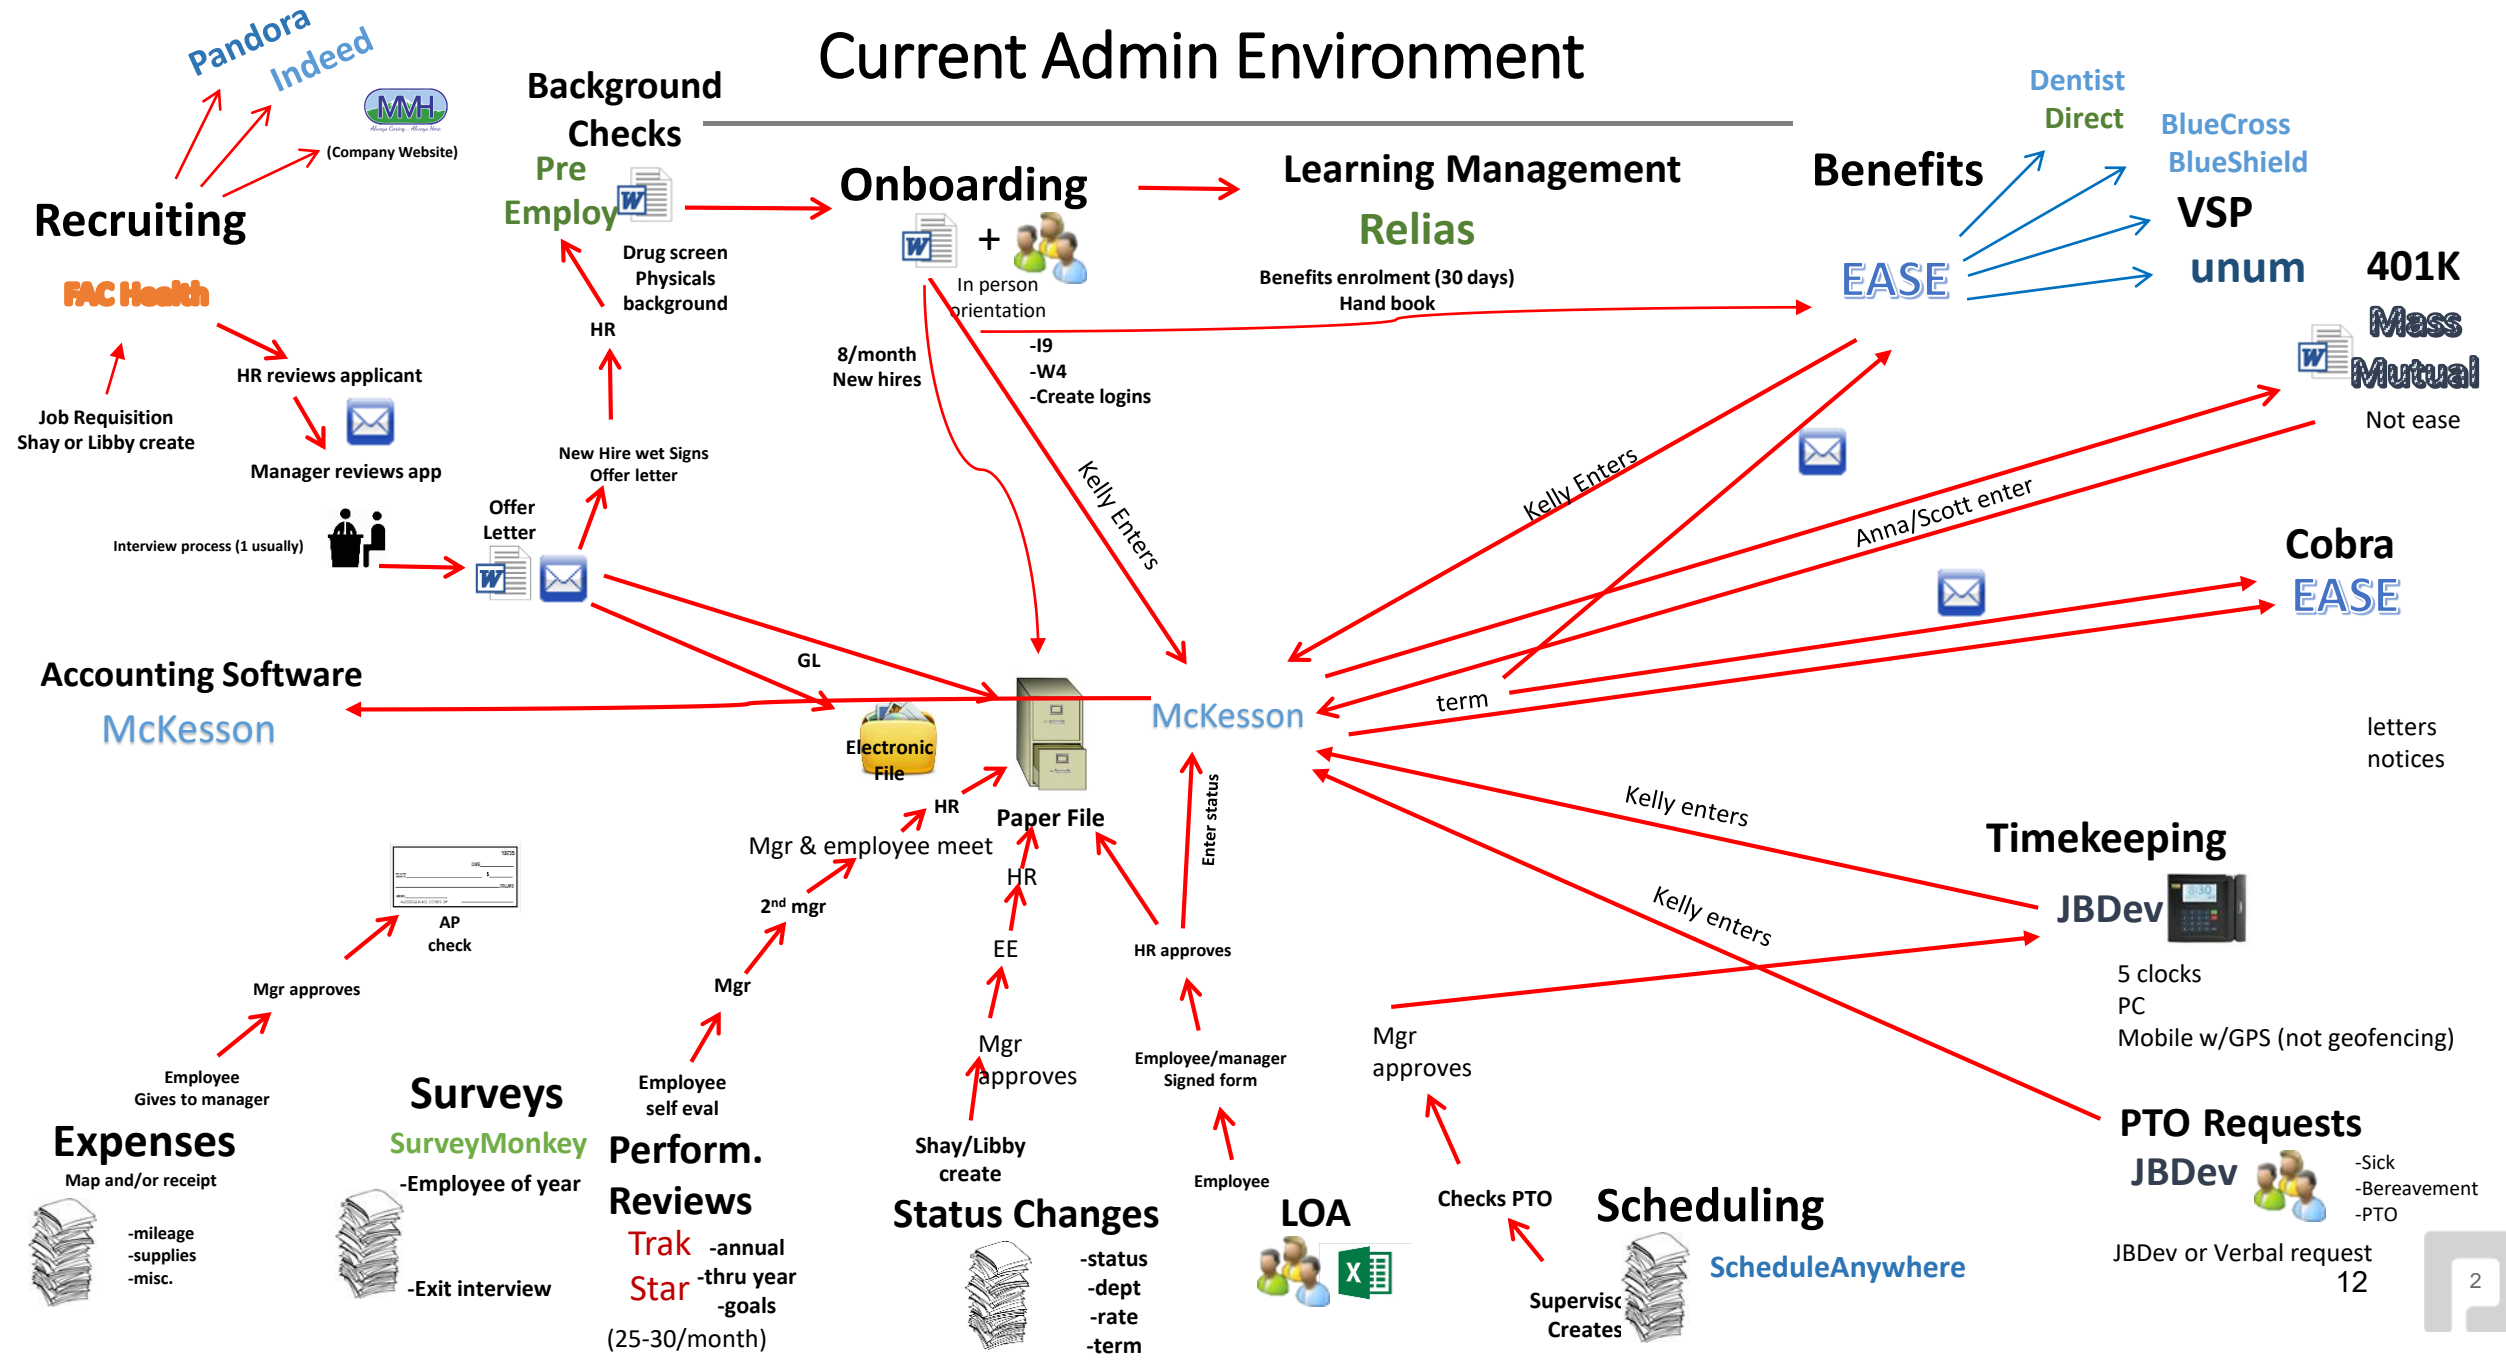 Current Admin Environment
Pandora
Indeed
MVH
Always Caring... Always Here.
(Company Website)
Recruiting
FAC Health
Job Requisition
Shay or Libby create
HR reviews applicant
Manager reviews app
Interview process (1 usually)
Offer
Letter
New Hire wet Signs
Offer letter
HR
Background
Checks
Pre
Employ
Drug screen
Physicals
background
Onboarding
+
In person
orientation
8/month
New hires
-I9
-W4
-Create logins
Learning Management
Relias
Benefits enrolment (30 days)
Hand book
Benefits
EASE
Dentist
Direct
BlueCross
BlueShield
VSP
unum
401K
Mass
Mutual
Not ease
Kelly Enters
Kelly Enters
Anna/Scott enter
Cobra
EASE
letters
notices
term
GL
Accounting Software
McKesson
Electronic
File
Paper File
McKesson
Enter status
Kelly enters
Kelly enters
Timekeeping
JBDev
8:30
5 clocks
PC
Mobile w/GPS (not geofencing)
PTO Requests
JBDev
-Sick
-Bereavement
-PTO
JBDev or Verbal request
12
2
AP
check
Mgr approves
Employee
Gives to manager
Expenses
Map and/or receipt
-mileage
-supplies
-misc.
Surveys
SurveyMonkey
-Employee of year
-Exit interview
HR
Mgr & employee meet
2nd mgr
Mgr
Employee
self eval
Perform.
Reviews
Trak
Star
-annual
-thru year
-goals
(25-30/month)
HR
EE
Mgr
approves
Shay/Libby
create
Status Changes
-status
-dept
-rate
-term
HR approves
Employee/manager
Signed form
Employee
LOA
X
Mgr
approves
Checks PTO
Scheduling
ScheduleAnywhere
Superviso
Creates